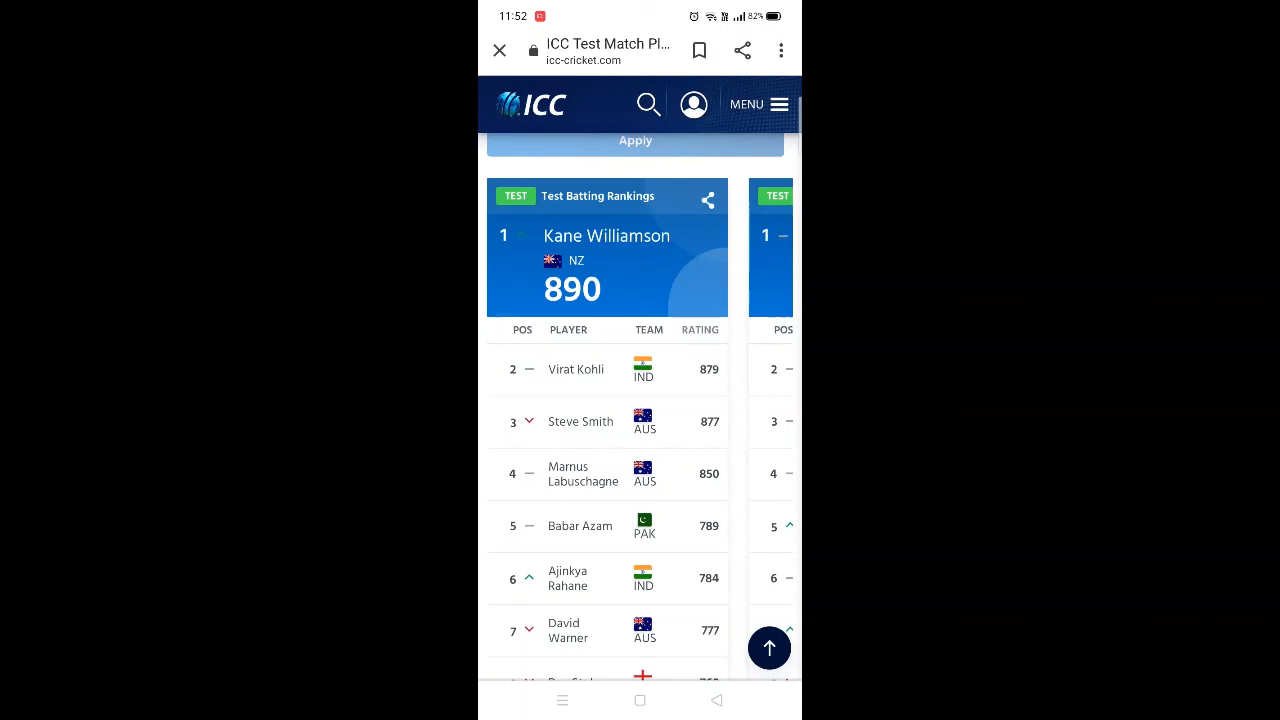 11:52
82%
ICC Test Match Pl...
icc-cricket.com
ICC
MENU
Apply
TEST Test Batting Rankings
1 Kane Williamson
NZ
890
POS PLAYER TEAM RATING
2 Virat Kohli IND 879
3 Steve Smith AUS 877
4 Marnus
Labuschagne AUS 850
5 Babar Azam PAK 789
6 Ajinkya
Rahane IND 784
7 David
Warner AUS 777
TEST
1
POS
2
3
4
5
6